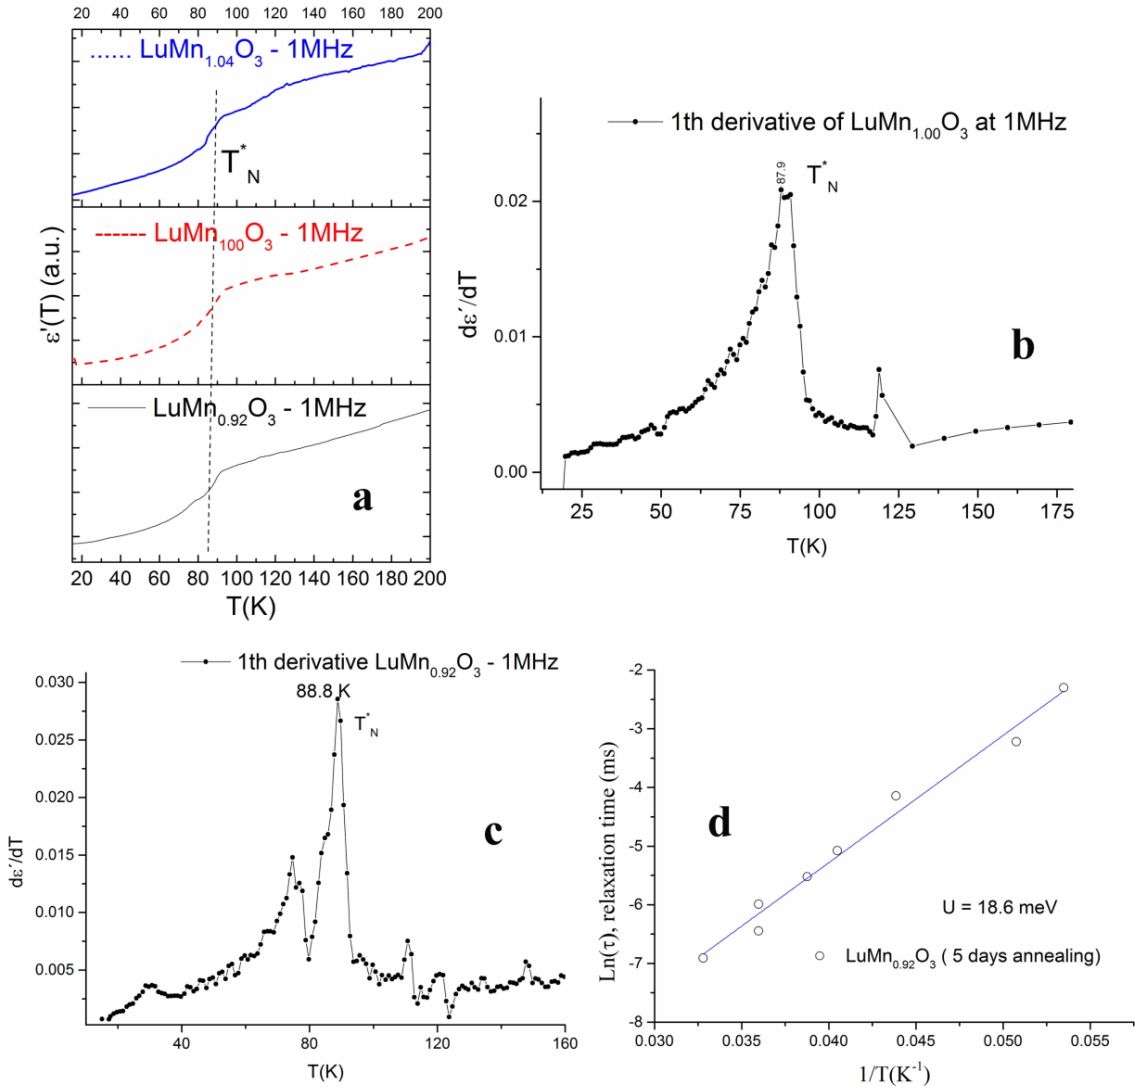 20 40 60 80 100 120 140 160 180 200
...... LuMn1.04O3 - 1MHz
T*N
------ LuMn100O3 - 1MHz
LuMn0.92O3 - 1MHz
a
ε'(T) (a.u.)
20 40 60 80 100 120 140 160 180 200
T(K)
1th derivative of LuMn1.00O3 at 1MHz
87.9
T*N
0.02
0.01
0.00
dε´/dT
b
25 50 75 100 125 150 175
T(K)
1th derivative LuMn0.92O3 - 1MHz
88.8 K
T*N
0.030
0.025
0.020
0.015
0.010
0.005
dε´/dT
c
40 80 120 160
T(K)
-2
-3
-4
-5
-6
-7
-8
Ln(τ), relaxation time (ms)
d
U = 18.6 meV
LuMn0.92O3 ( 5 days annealing)
0.030 0.035 0.040 0.045 0.050 0.055
1/T(K-1)